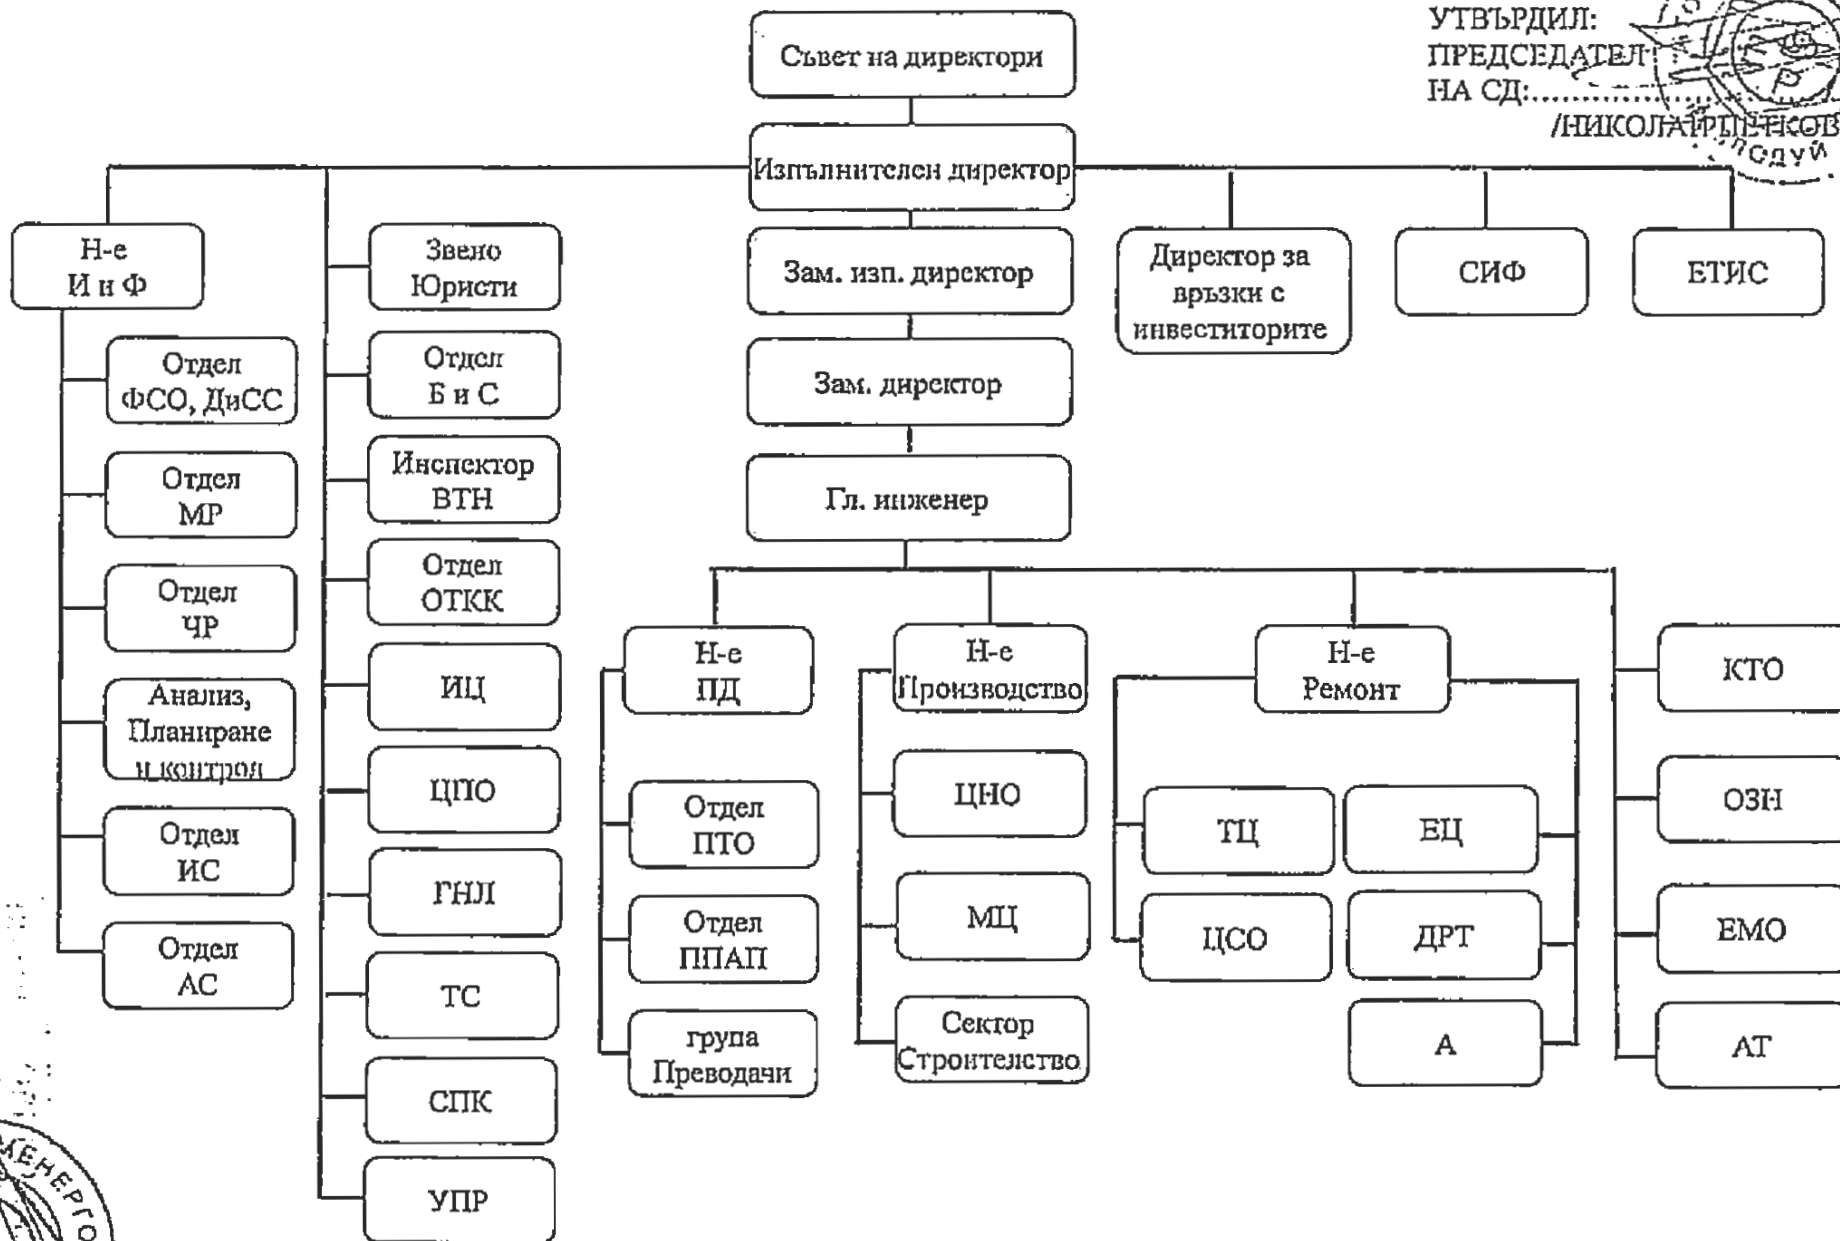 УТВЪРДИЛ:
ПРЕДСЕДАТЕЛ
НА СД:
Съвет на директори
Изпълнителен директор
Н-е
И и Ф
Звено
Юристи
Зам. изп. директор
Директор за
връзки с
инвеститорите
СИФ
ЕТИС
Отдел
ФСО, ДиСС
Отдел
МР
Отдел
ЧР
Анализ,
Планиране
и контрол
Отдел
ИС
Отдел
АС
Отдел
Б и С
Инспектор
ВТН
Отдел
ОТКК
ИЦ
ЦПО
ГНЛ
ТС
СПК
УПР
Зам. директор
Гл. инженер
Н-е
ПД
Отдел
ПТО
Отдел
ППАП
група
Преводачи
Н-е
Производство
ЦНО
МЦ
Сектор
Строителство
Н-е
Ремонт
ТЦ
ЦСО
ЕЦ
ДРТ
А
КТО
ОЗН
ЕМО
АТ